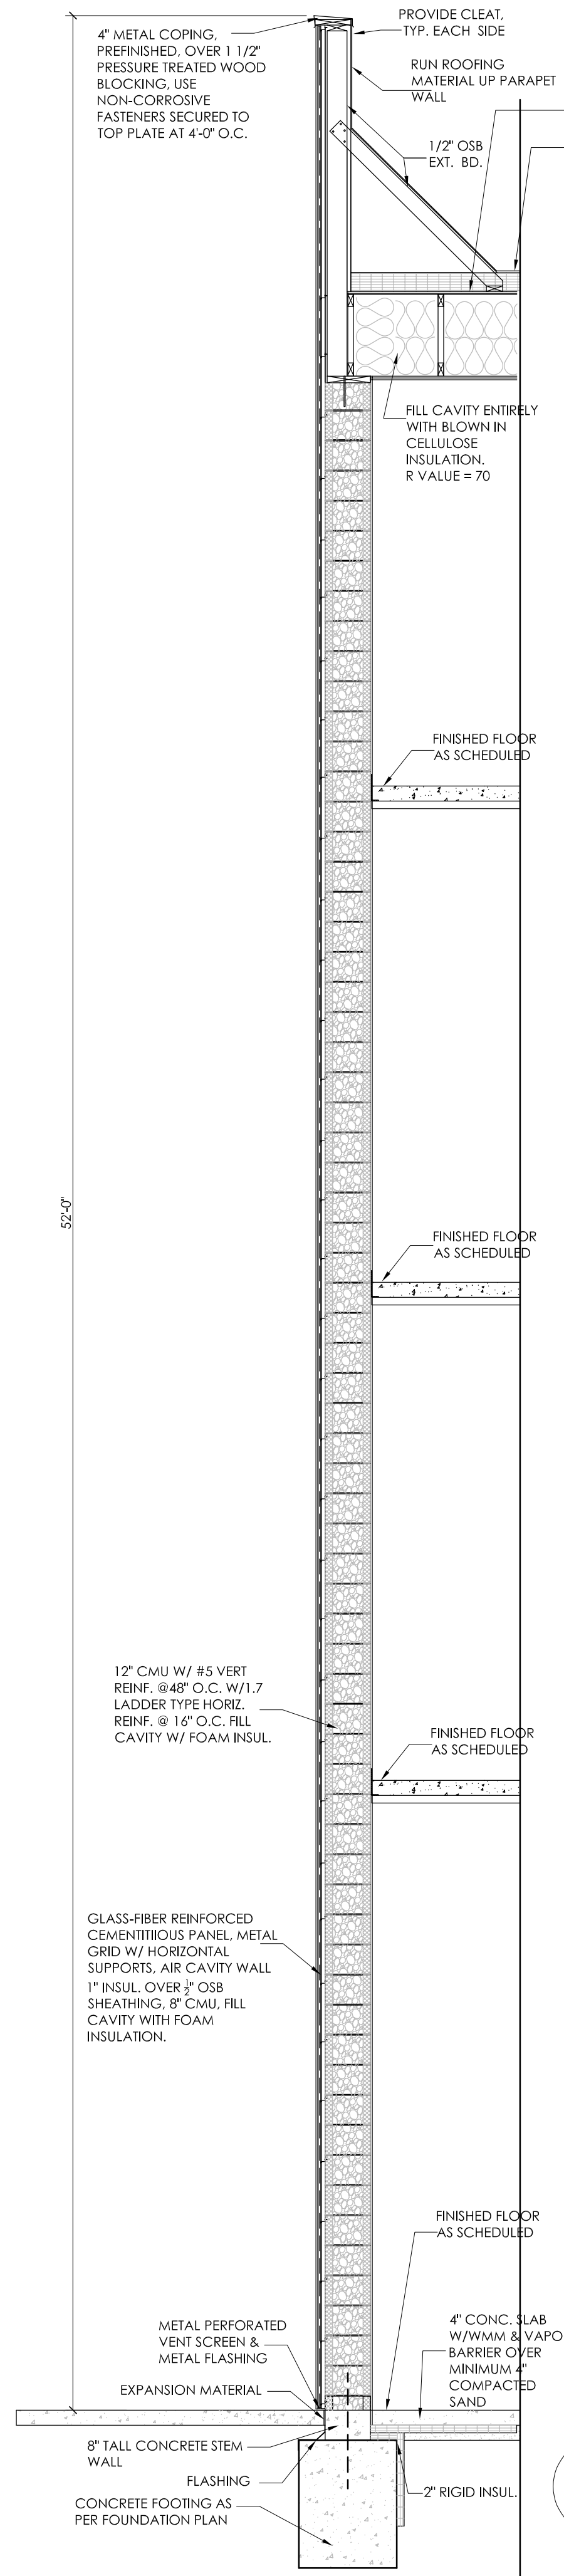 4" METAL COPING,
PREFINISHED, OVER 1 1/2"
PRESSURE TREATED WOOD
BLOCKING, USE
NON-CORROSIVE
FASTENERS SECURED TO
TOP PLATE AT 4'-0" O.C.
PROVIDE CLEAT,
TYP. EACH SIDE
RUN ROOFING
MATERIAL UP PARAPET
WALL
1/2" OSB
EXT. BD.
FILL CAVITY ENTIRELY
WITH BLOWN IN
CELLULOSE
INSULATION.
R VALUE = 70
FINISHED FLOOR
AS SCHEDULED
52'-0"
FINISHED FLOOR
AS SCHEDULED
12" CMU W/ #5 VERT
REINF. @48" O.C. W/1.7
LADDER TYPE HORIZ.
REINF. @ 16" O.C. FILL
CAVITY W/ FOAM INSUL.
FINISHED FLOOR
AS SCHEDULED
GLASS-FIBER REINFORCED
CEMENTITIIOUS PANEL, METAL
GRID W/ HORIZONTAL
SUPPORTS, AIR CAVITY WALL
1" INSUL. OVER ½" OSB
SHEATHING, 8" CMU, FILL
CAVITY WITH FOAM
INSULATION.
FINISHED FLOOR
AS SCHEDULED
METAL PERFORATED
VENT SCREEN &
METAL FLASHING
EXPANSION MATERIAL
8" TALL CONCRETE STEM
WALL
FLASHING
CONCRETE FOOTING AS
PER FOUNDATION PLAN
4" CONC. SLAB
W/WMM & VAPO
BARRIER OVER
MINIMUM 4"
COMPACTED
SAND
2" RIGID INSUL.